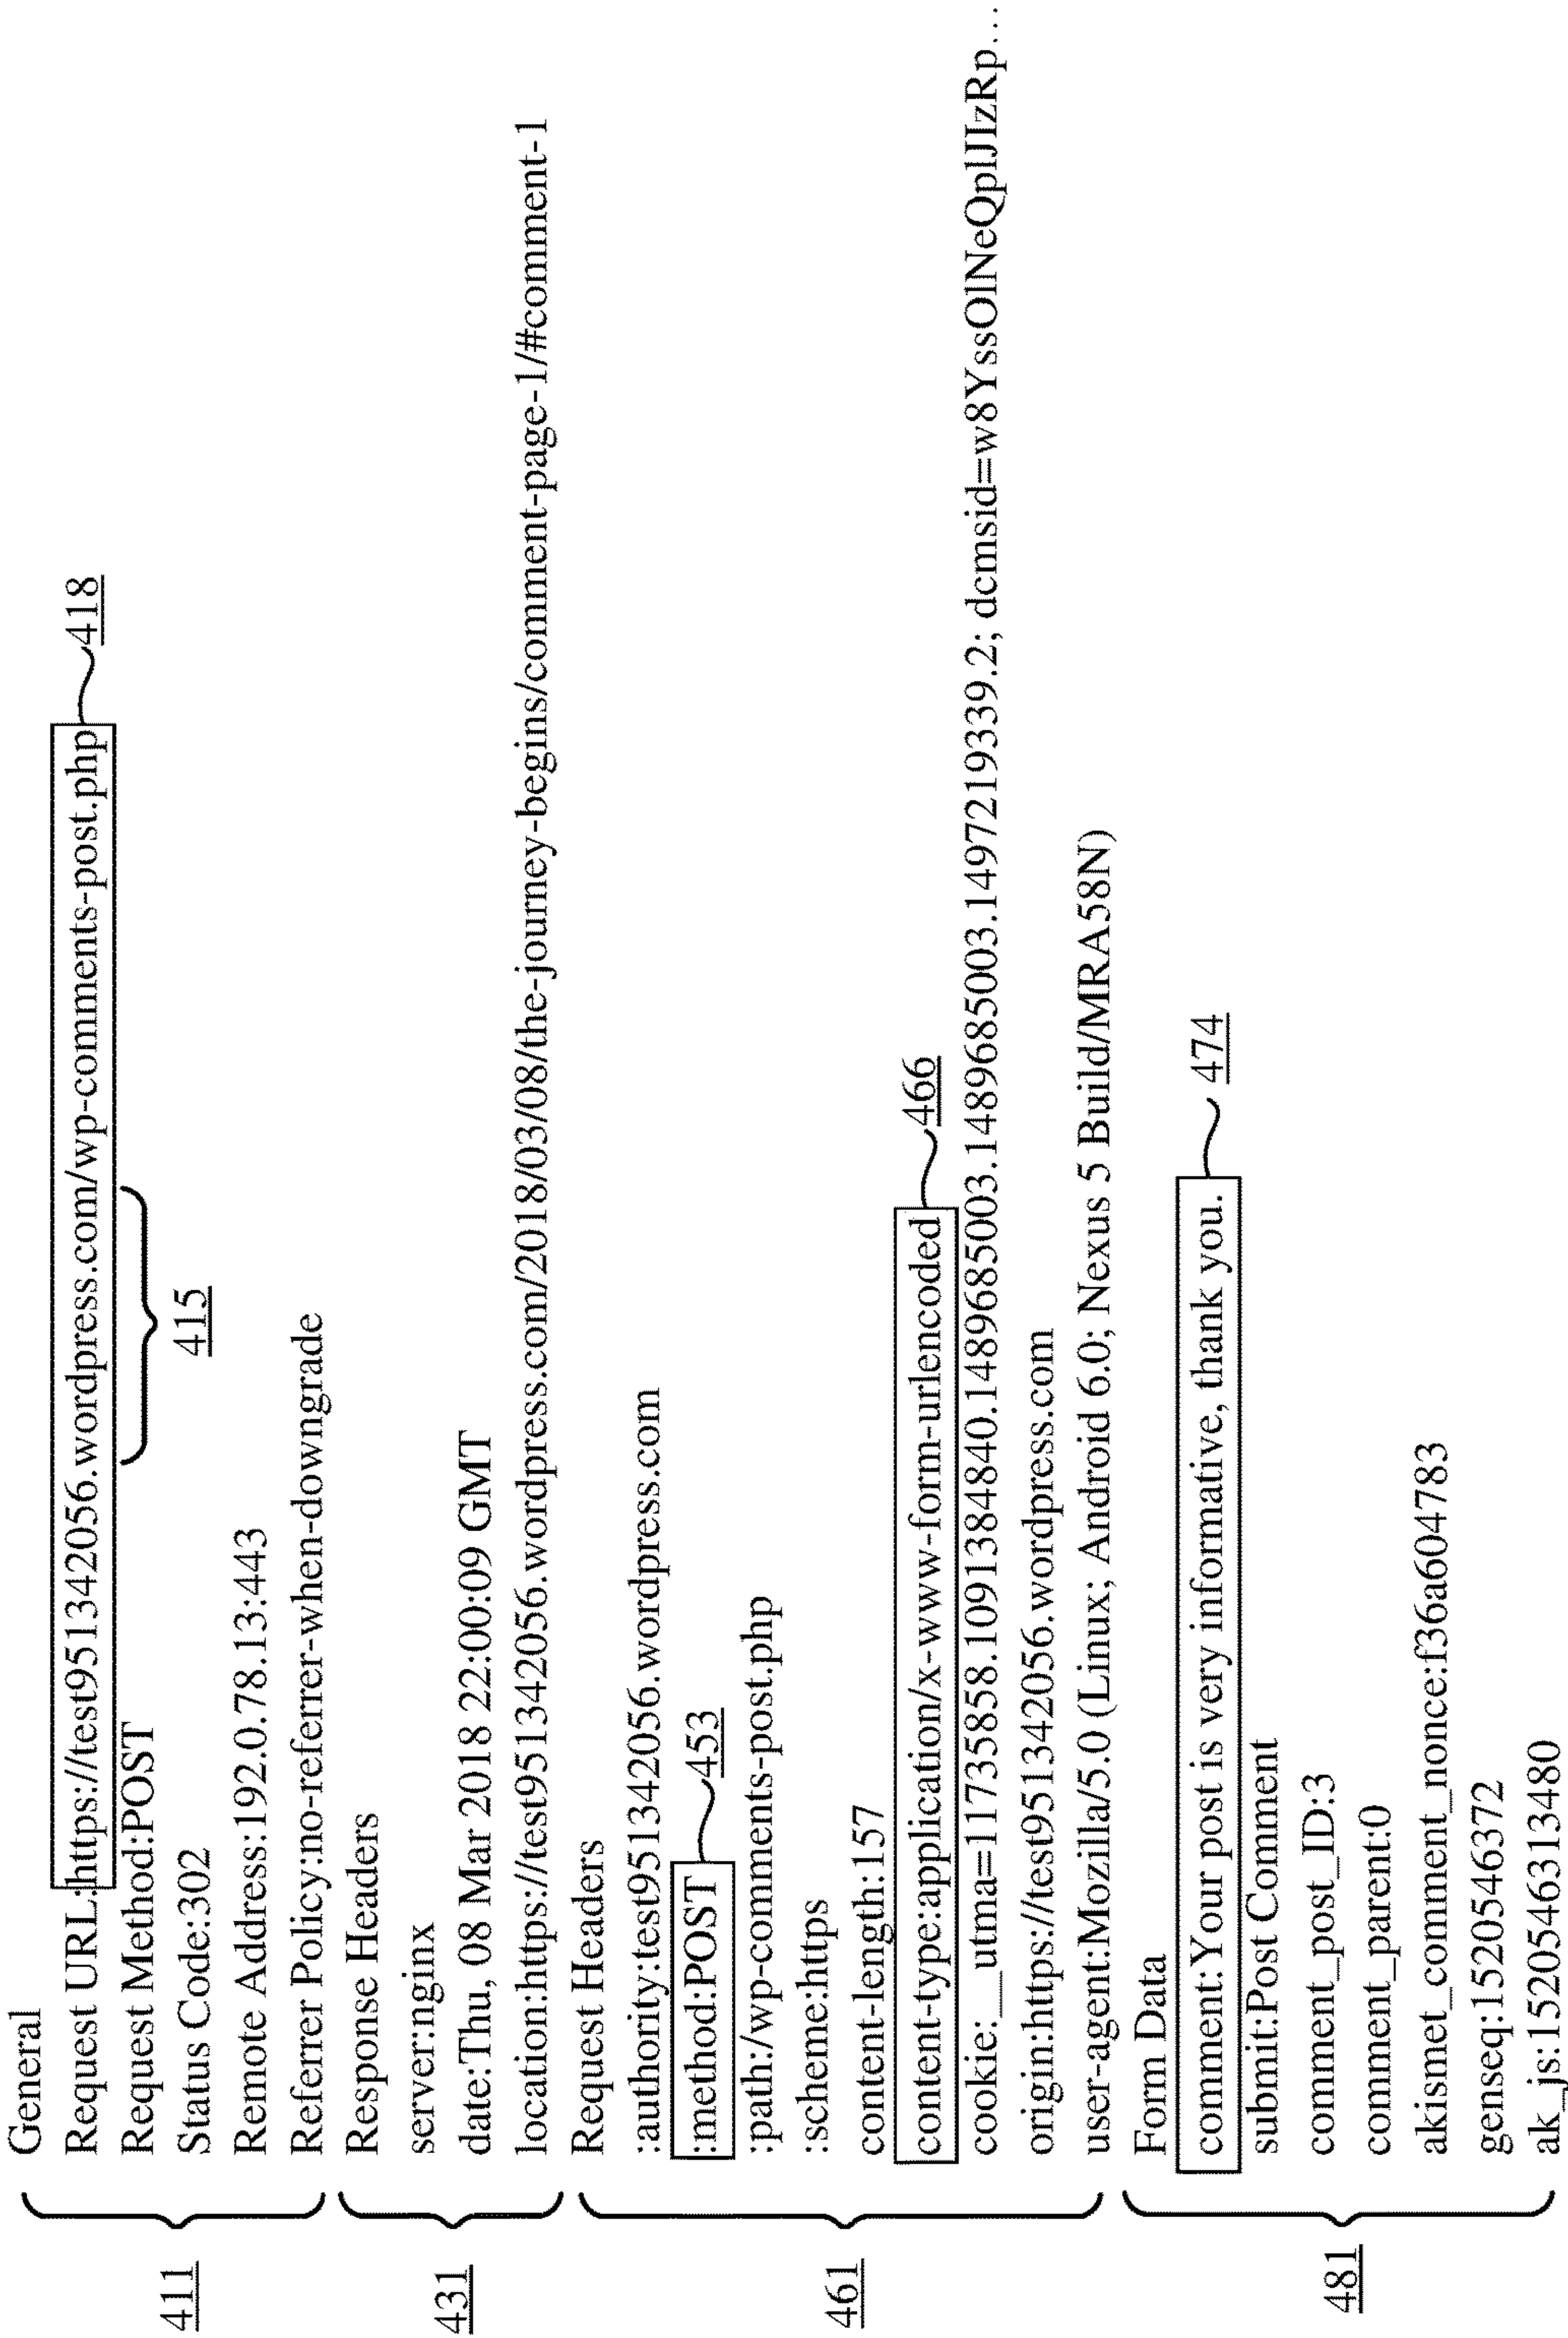 General
Request URL:https://test951342056.wordpress.com/wp-comments-post.php 418
Request Method:POST
415
Status Code:302
Remote Address:192.0.78.13:443
Referrer Policy:no-referrer-when-downgrade
411
Response Headers
server:nginx
date:Thu, 08 Mar 2018 22:00:09 GMT
location:https://test951342056.wordpress.com/2018/03/08/the-journey-begins/comment-page-1/#comment-1
431
Request Headers
:authority:test951342056.wordpress.com
:method:POST 453
:path:/wp-comments-post.php
:scheme:https
content-length:157
content-type:application/x-www-form-urlencoded 466
cookie:__utma=11735858.1091384840.1489685003.1489685003.1497219339.2; dcmsid=w8YssOlNeQplJIzRp...
origin:https://test951342056.wordpress.com
user-agent:Mozilla/5.0 (Linux; Android 6.0; Nexus 5 Build/MRA58N)
461
Form Data
comment:Your post is very informative, thank you. 474
submit:Post Comment
comment_post_ID:3
comment_parent:0
akismet_comment_nonce:f36a604783
genseq:1520546372
ak_js:1520546313480
481